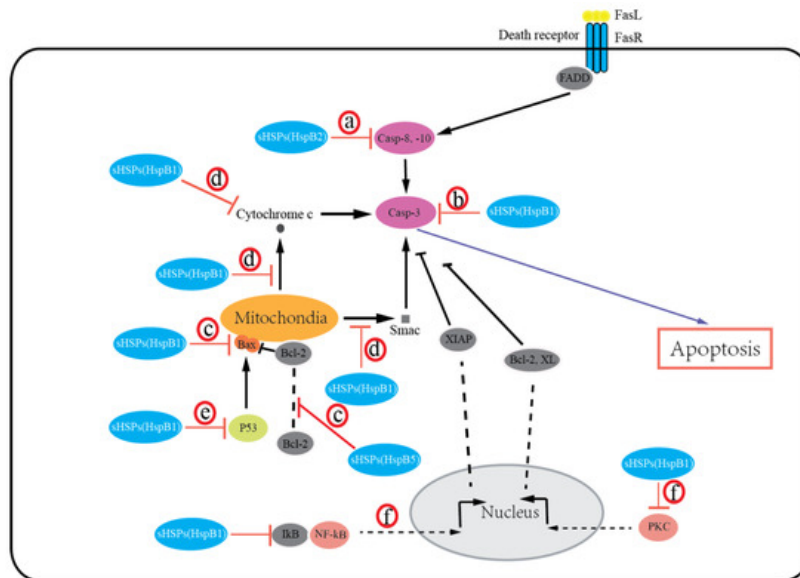 FasL
Death receptor
FasR
FADD
a
sHSPs(HspB2)
Casp-8, -10
sHSPs(HspB1)
d
b
Cytochrome c
Casp-3
sHSPs(HspB1)
sHSPs(HspB1)
d
Mitochondia
Smac
sHSPs(HspB1)
c
Bax
Bcl-2
d
XIAP
Bcl-2, XL
Apoptosis
sHSPs(HspB1)
sHSPs(HspB1)
e
P53
c
Bcl-2
sHSPs(HspB5)
sHSPs(HspB1)
f
Nucleus
sHSPs(HspB1)
IkB
NF-kB
f
PKC